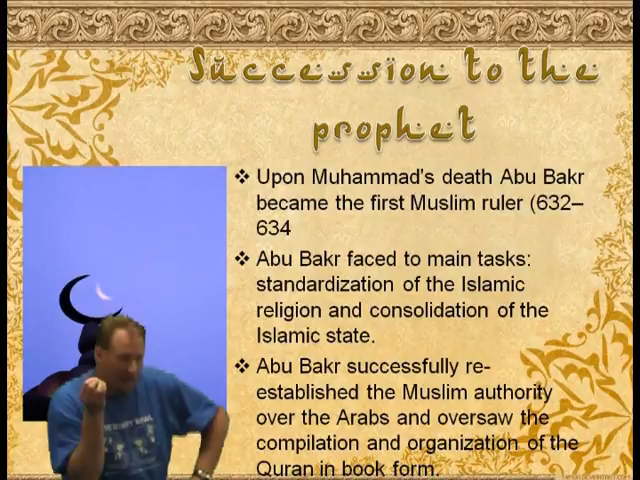 Succession to the
prophet
❖ Upon Muhammad's death Abu Bakr
became the first Muslim ruler (632–
634
❖ Abu Bakr faced to main tasks:
standardization of the Islamic
religion and consolidation of the
Islamic state.
❖ Abu Bakr successfully re-
established the Muslim authority
over the Arabs and oversaw the
compilation and organization of the
Quran in book form.